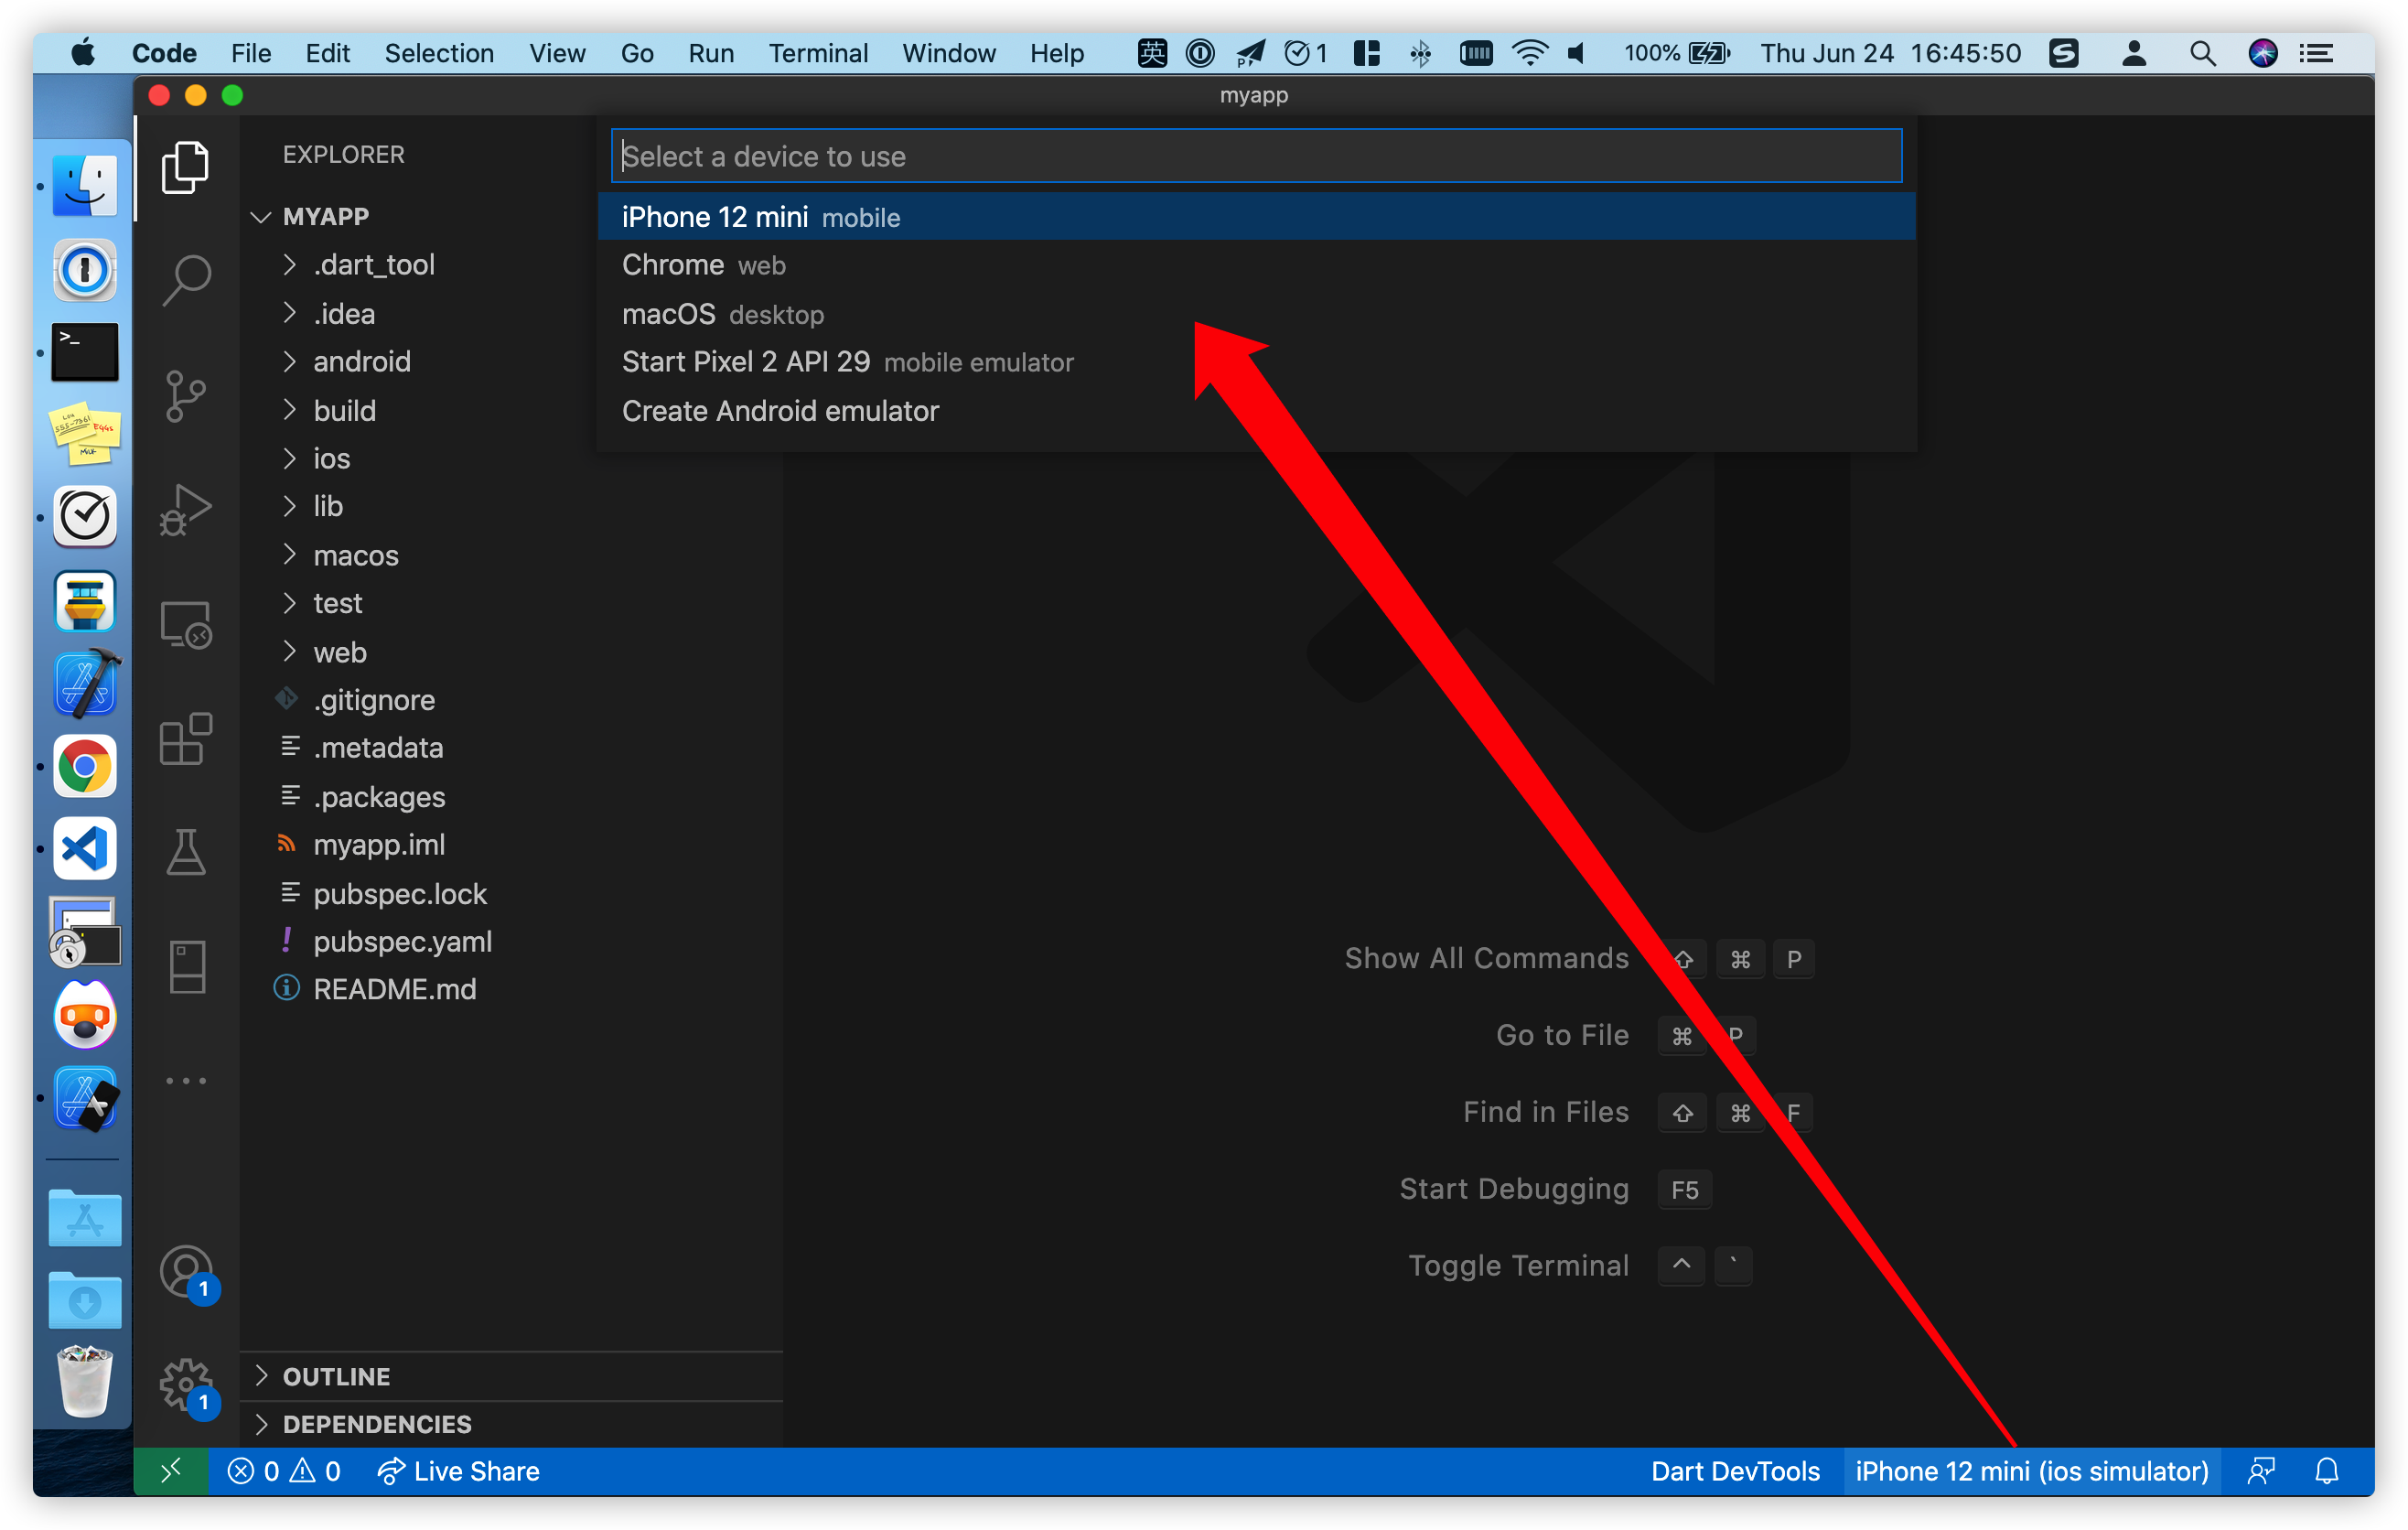 Code File Edit Selection View Go Run Terminal Window Help 英 1 100% Thu Jun 24 16:45:50
myapp
EXPLORER
Select a device to use
MYAPP
iPhone 12 mini mobile
.dart_tool
Chrome web
.idea
macOS desktop
android
Start Pixel 2 API 29 mobile emulator
build
Create Android emulator
ios
lib
macos
test
web
.gitignore
.metadata
.packages
myapp.iml
pubspec.lock
pubspec.yaml
README.md
Show All Commands ⇧ ⌘ P
Go to File ⌘ P
Find in Files ⇧ ⌘ F
Start Debugging F5
Toggle Terminal ^ `
1
1
OUTLINE
DEPENDENCIES
0 0 Live Share Dart DevTools iPhone 12 mini (ios simulator)